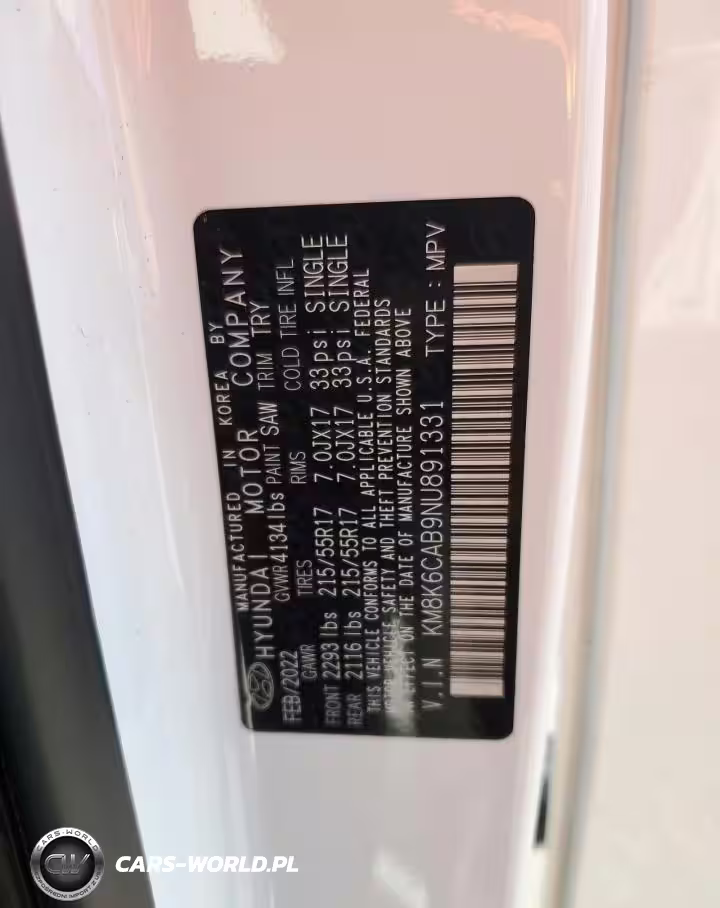 MANUFACTURED IN KOREA BY
HYUNDAI MOTOR COMPANY
GVWR 4134lbs PAINT SAW TRIM TRY
FEB/2022
GAWR TIRES RIMS COLD TIRE INFL
FRONT 2293 lbs 215/55R17 7.0JX17 33psi SINGLE
REAR 2116 lbs 215/55R17 7.0JX17 33psi SINGLE
THIS VEHICLE CONFORMS TO ALL APPLICABLE U.S.A. FEDERAL
MOTOR VEHICLE SAFETY AND THEFT PREVENTION STANDARDS
IN EFFECT ON THE DATE OF MANUFACTURE SHOWN ABOVE
V.I.N KM8K6CAB9NU891331 TYPE : MPV
CARS-WORLD
CW
CARS-WORLD.PL